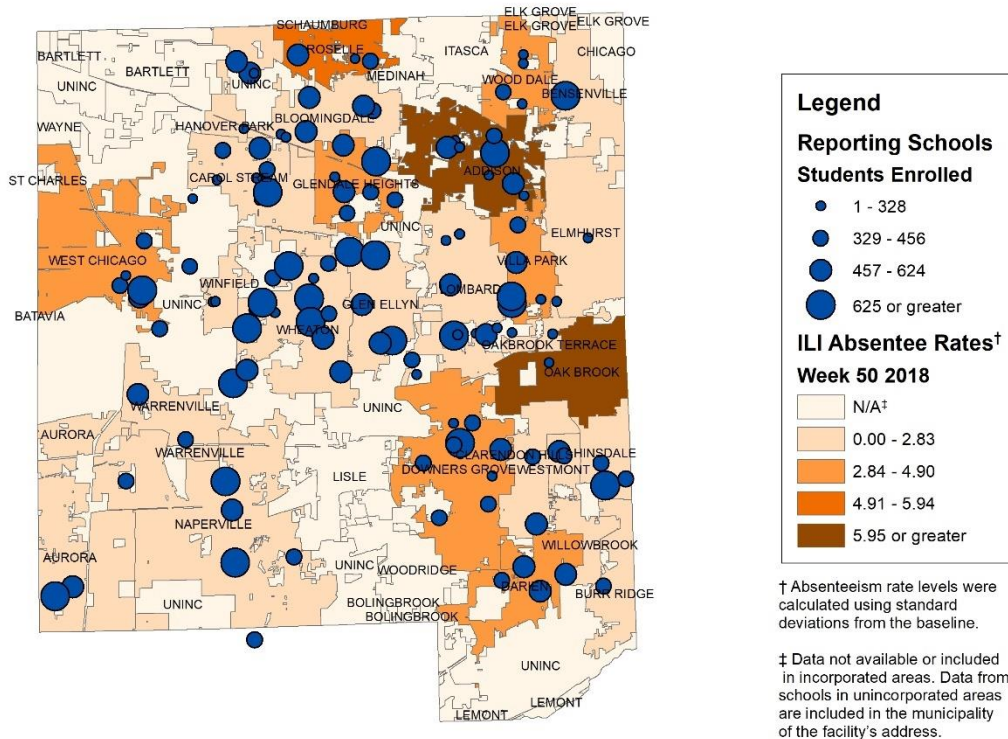 SCHAUMBURG
ELK GROVE
ELK GROVE
ELK GROVE
ROSELLE
ITASCA
CHICAGO
BARTLETT
BARTLETT
MEDINAH
UNINC
UNINC
WOOD DALE
BENSENVILLE
BLOOMINGDALE
WAYNE
HANOVER PARK
ADDISON
ST CHARLES
CAROL STREAM
GLENDALE HEIGHTS
UNINC
ELMHURST
WEST CHICAGO
VILLA PARK
UNINC
WINFIELD
LOMBARD
BATAVIA
GLEN ELLYN
WHEATON
OAKBROOK TERRACE
OAK BROOK
WARRENVILLE
UNINC
AURORA
WARRENVILLE
CLARENDON HILLS
HINSDALE
DOWNERS GROVE
WESTMONT
LISLE
NAPERVILLE
WILLOWBROOK
AURORA
UNINC
WOODRIDGE
DARIEN
BURR RIDGE
UNINC
BOLINGBROOK
BOLINGBROOK
UNINC
LEMONT
LEMONT
Legend
Reporting Schools
Students Enrolled
1 - 328
329 - 456
457 - 624
625 or greater
ILI Absentee Rates†
Week 50 2018
N/A‡
0.00 - 2.83
2.84 - 4.90
4.91 - 5.94
5.95 or greater
† Absenteeism rate levels were
calculated using standard
deviations from the baseline.
‡ Data not available or included
in incorporated areas. Data from
schools in unincorporated areas
are included in the municipality
of the facility's address.